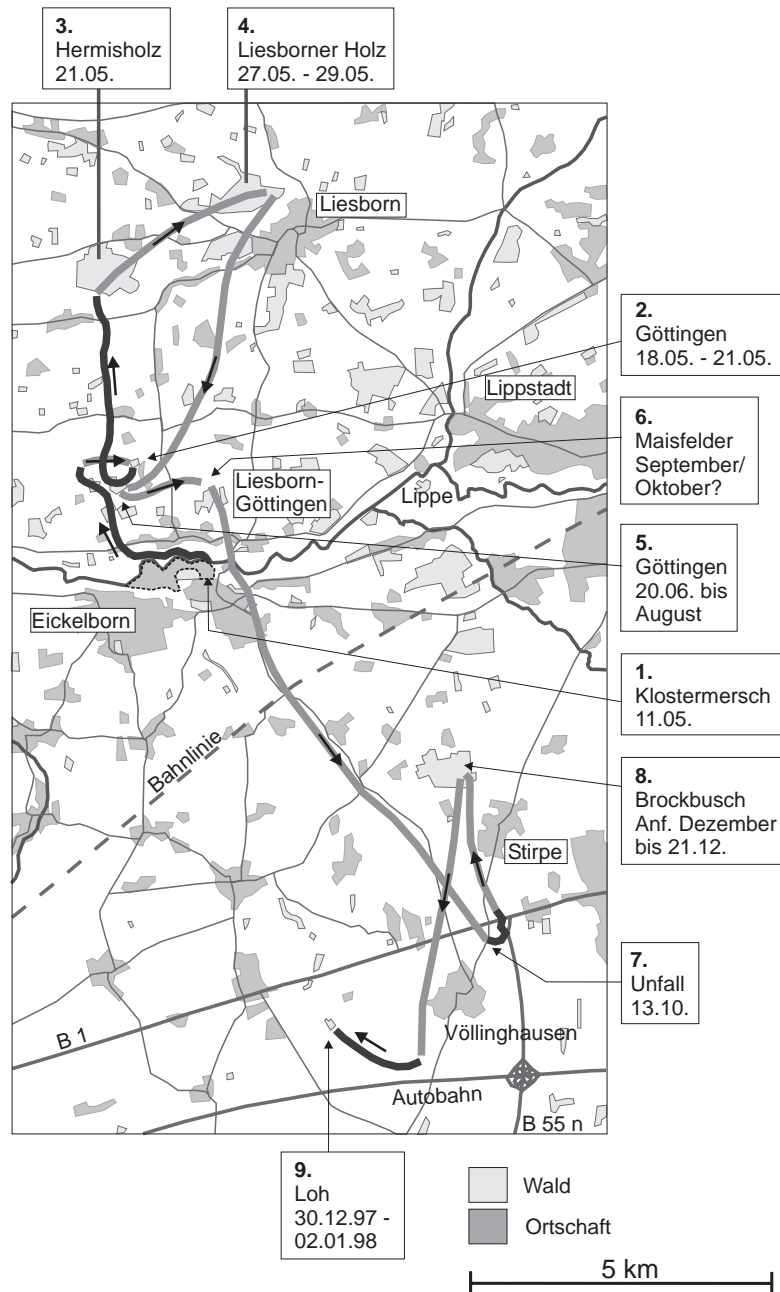 3.
Hermisholz
21.05.
4.
Liesborner Holz
27.05. - 29.05.
Liesborn
2.
Göttingen
18.05. - 21.05.
Lippstadt
6.
Maisfelder
September/
Oktober?
Liesborn-
Göttingen
Lippe
5.
Göttingen
20.06. bis
August
Eickelborn
1.
Klostermersch
11.05.
Bahnlinie
8.
Brockbusch
Anf. Dezember
bis 21.12.
Stirpe
7.
Unfall
13.10.
B 1
Völlinghausen
Autobahn
B 55 n
9.
Loh
30.12.97 -
02.01.98
Wald
Ortschaft
5 km